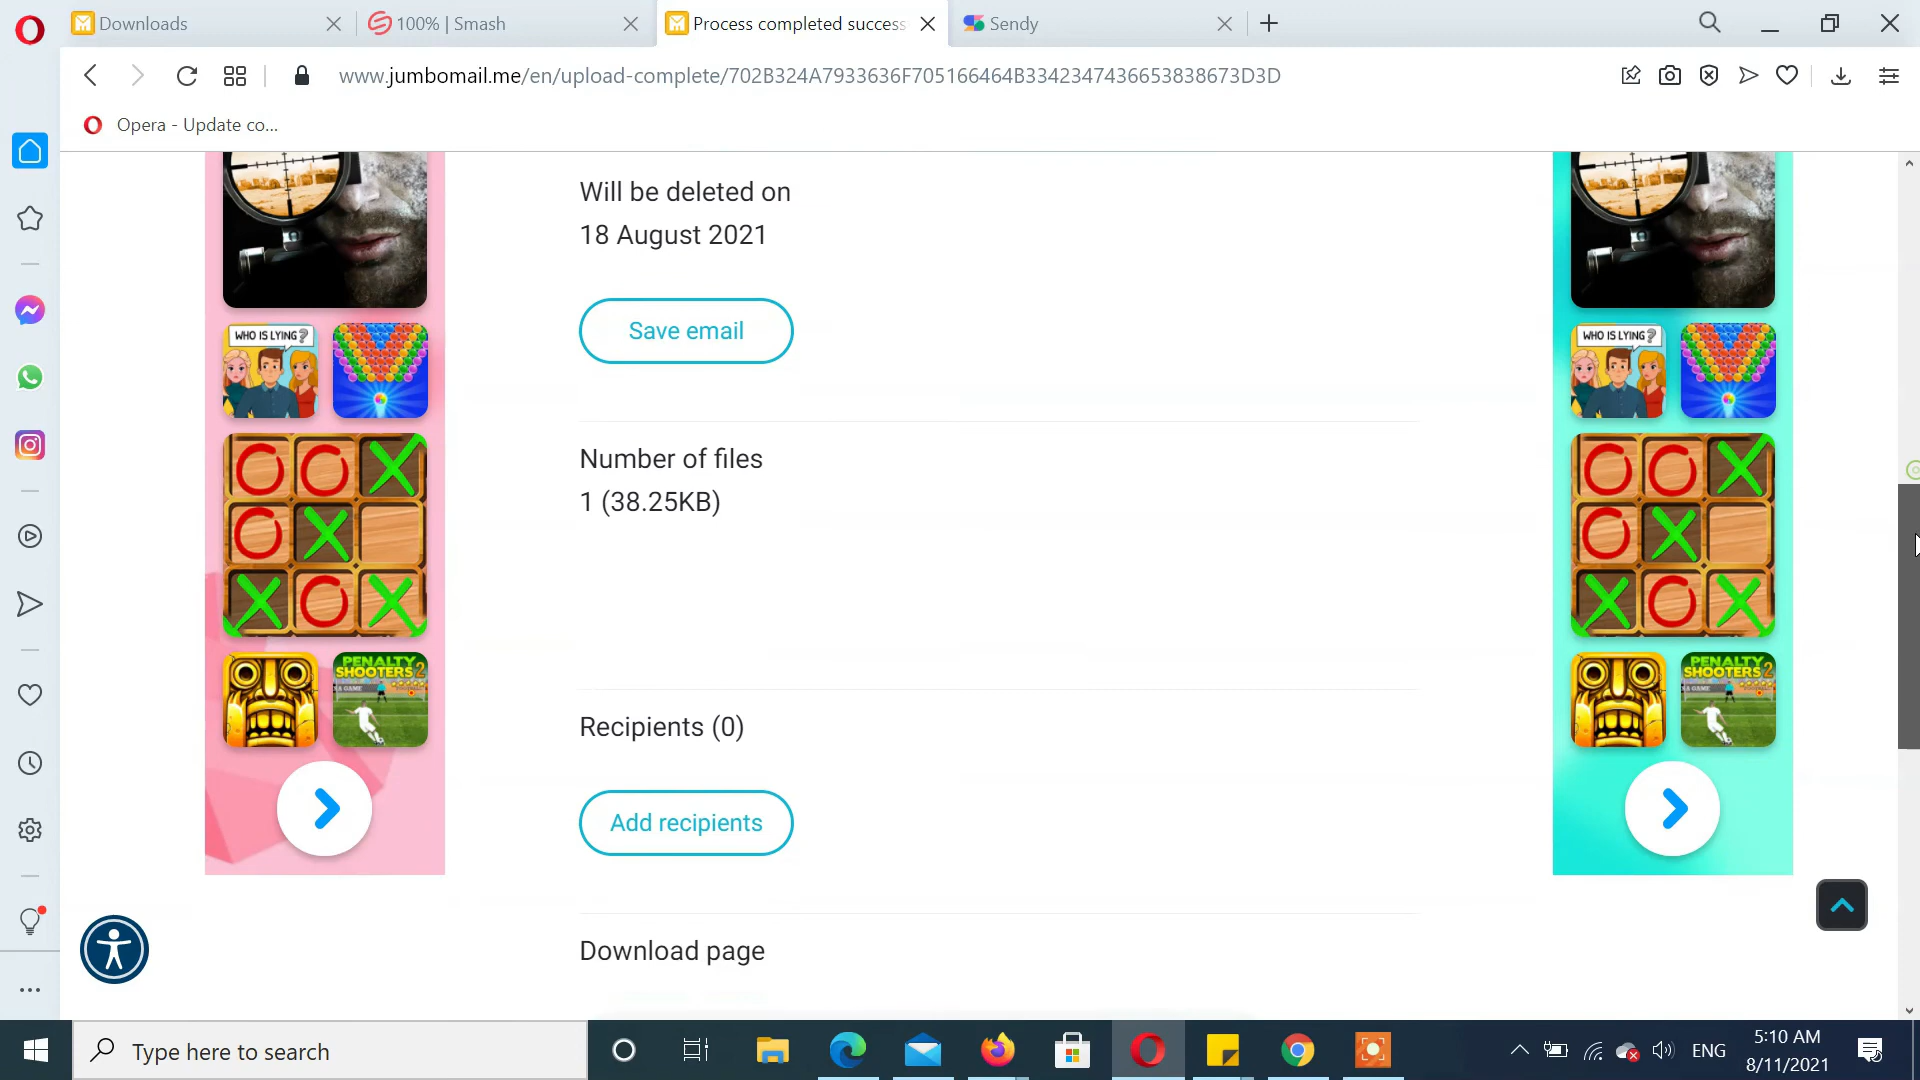 Downloads
100% | Smash
Process completed success
Sendy
www.jumbomail.me/en/upload-complete/702B324A7933636F705166464B3342347436653838673D3D
Opera - Update co...
Will be deleted on
18 August 2021
Save email
WHO IS LYING?
WHO IS LYING?
Number of files
1 (38.25KB)
PENALTY
SHOOTERS 2
PENALTY
SHOOTERS 2
Recipients (0)
Add recipients
Download page
Type here to search
ENG
5:10 AM
8/11/2021